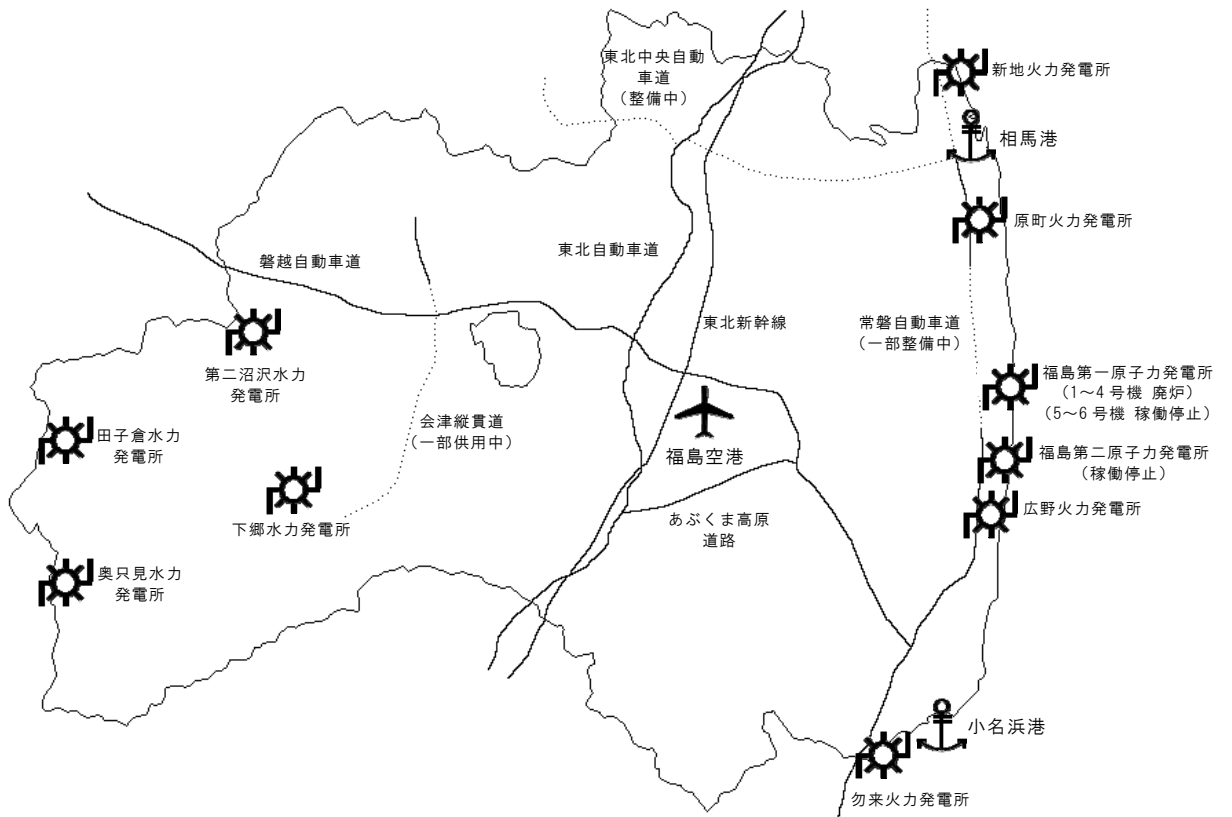 東北中央自動
車道
（整備中）
新地火力発電所
相馬港
原町火力発電所
磐越自動車道
東北自動車道
東北新幹線
常磐自動車道
（一部整備中）
第二沼沢水力
発電所
福島第一原子力発電所
（1～4号機 廃炉）
（5～6号機 稼働停止）
会津縦貫道
（一部供用中）
田子倉水力
発電所
福島空港
福島第二原子力発電所
（稼働停止）
下郷水力発電所
あぶくま高原
道路
広野火力発電所
奥只見水力
発電所
小名浜港
勿来火力発電所